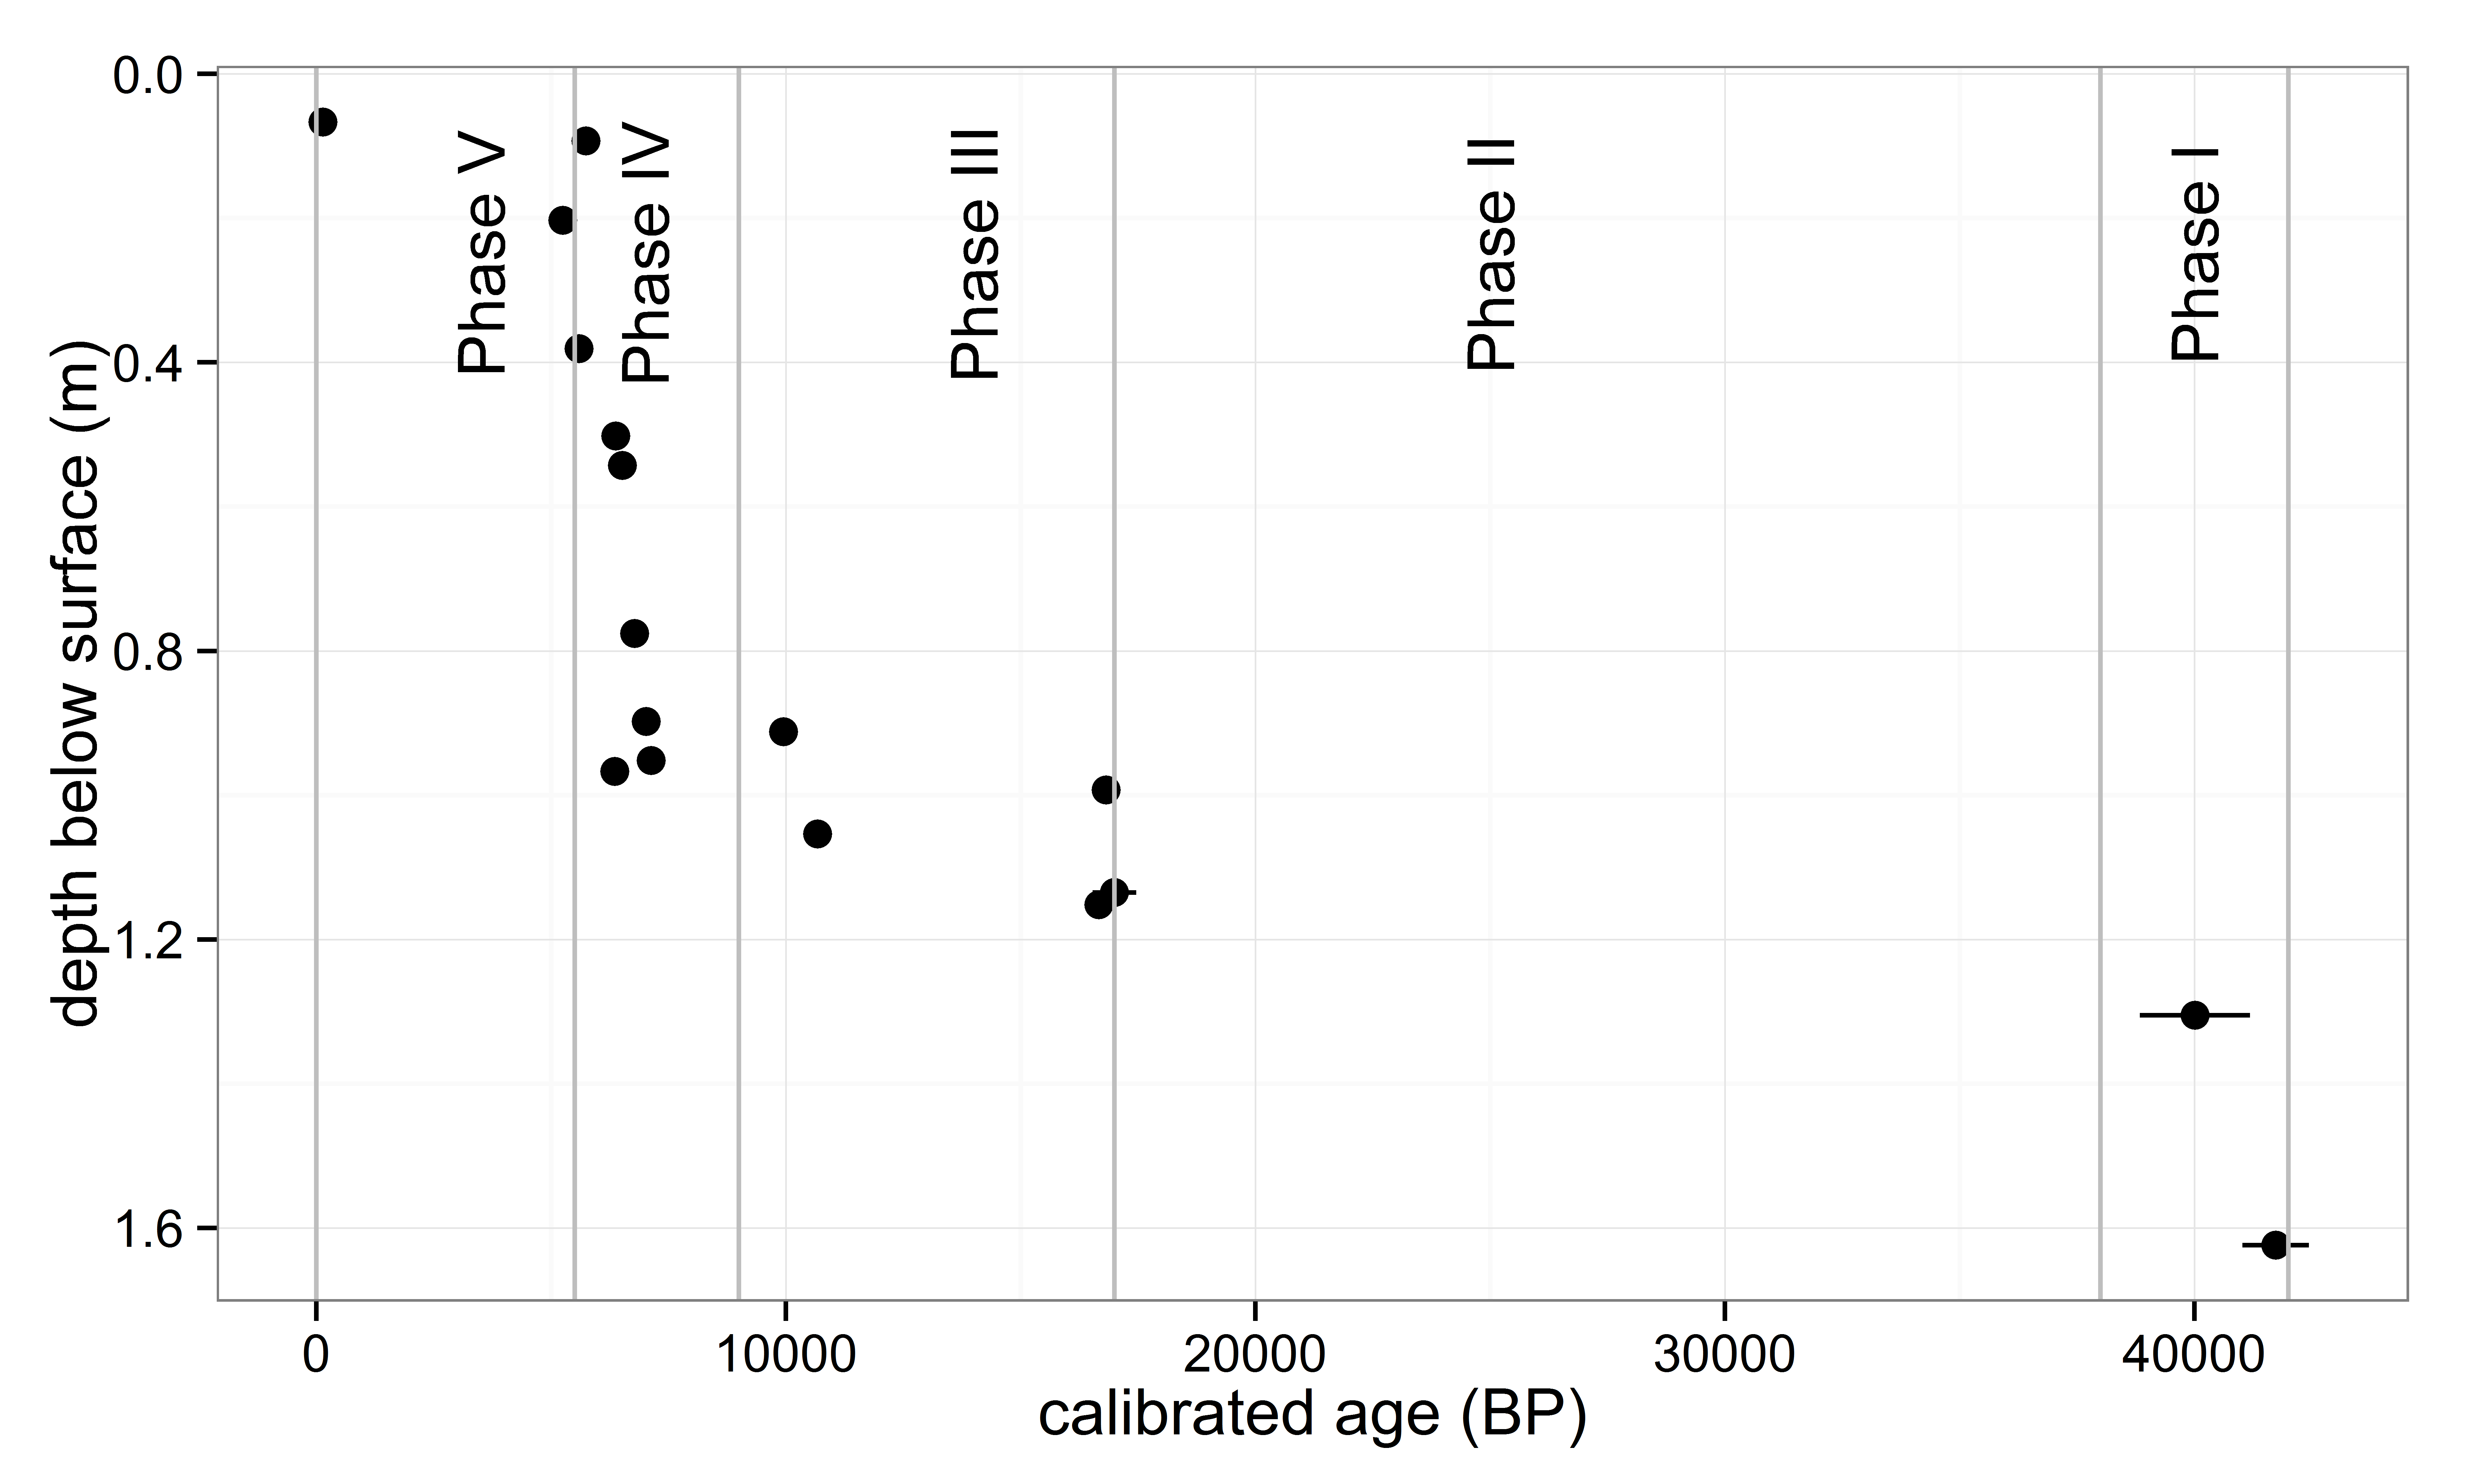 0.0
0.4
0.8
1.2
1.6
depth below surface (m)
Phase V
Phase IV
Phase III
Phase II
Phase I
0
10000
20000
30000
40000
calibrated age (BP)